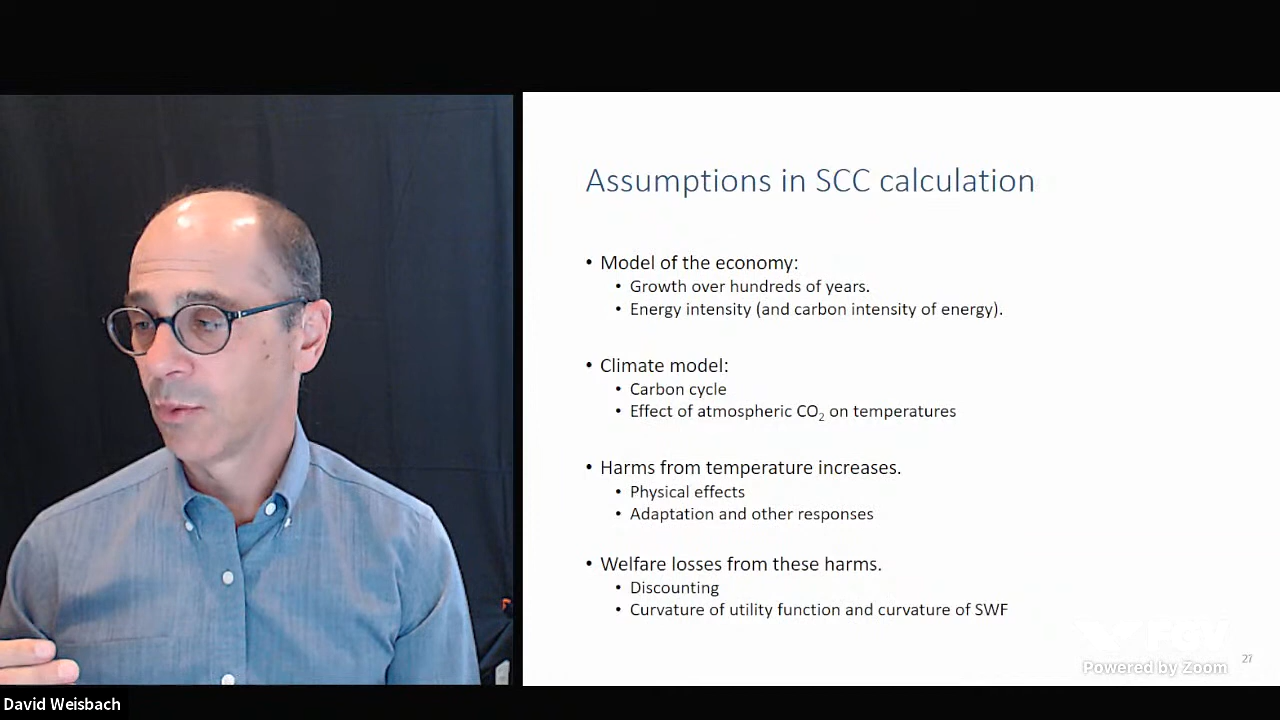 Assumptions in SCC calculation
• Model of the economy:
• Growth over hundreds of years.
• Energy intensity (and carbon intensity of energy).
• Climate model:
• Carbon cycle
• Effect of atmospheric CO₂ on temperatures
• Harms from temperature increases.
• Physical effects
• Adaptation and other responses
• Welfare losses from these harms.
• Discounting
• Curvature of utility function and curvature of SWF
27
Powered by Zoom
David Weisbach